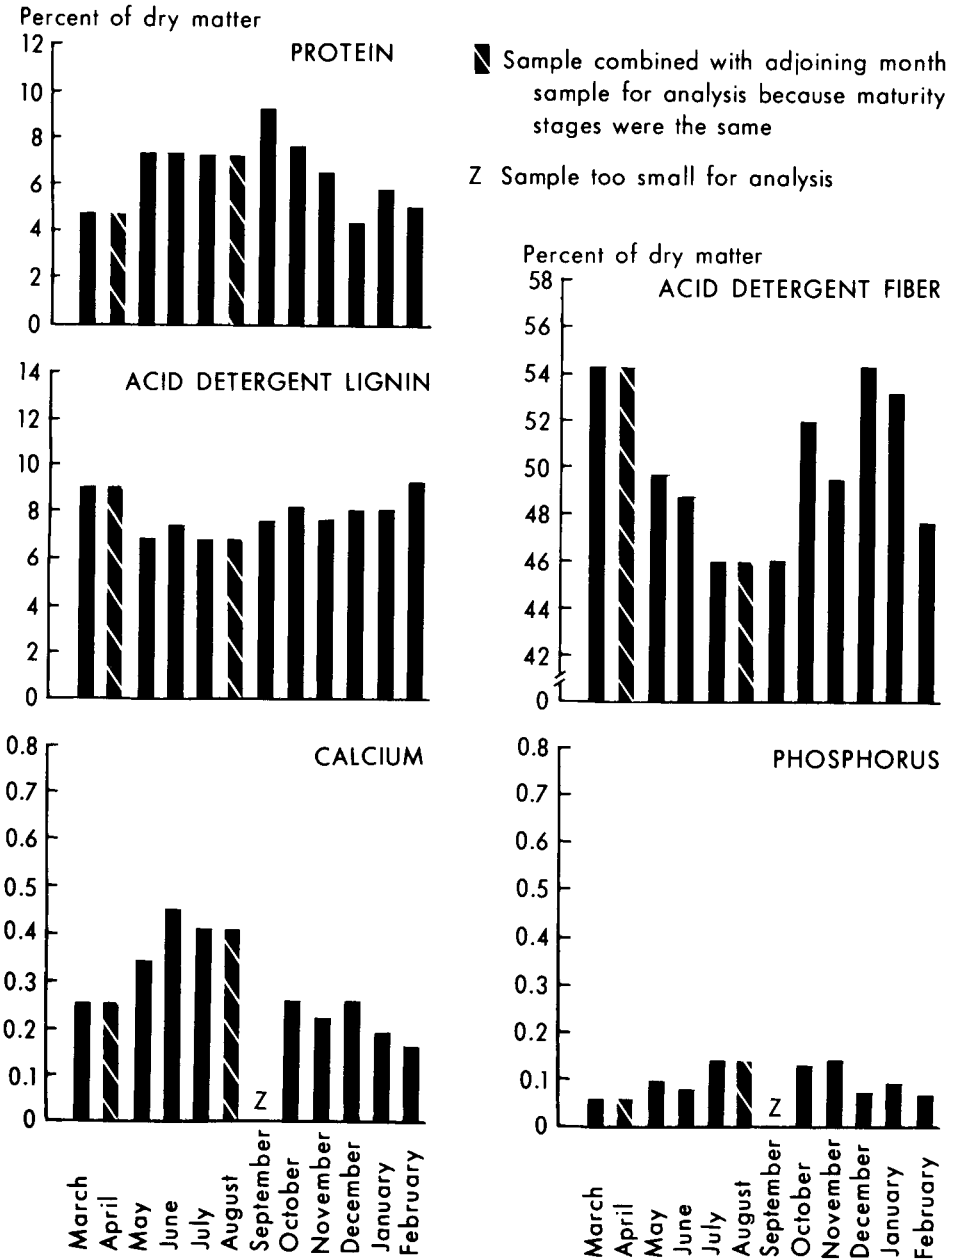 Percent of dry matter
PROTEIN
12
10
8
6
4
2
0
Sample combined with adjoining month
sample for analysis because maturity
stages were the same
Z Sample too small for analysis
ACID DETERGENT LIGNIN
14
12
10
8
6
4
2
0
Percent of dry matter
ACID DETERGENT FIBER
58
56
54
52
50
48
46
44
42
0
CALCIUM
0.8
0.7
0.6
0.5
0.4
0.3
0.2
0.1
0
Z
March
April
May
June
July
August
September
October
November
December
January
February
PHOSPHORUS
0.8
0.7
0.6
0.5
0.4
0.3
0.2
0.1
0
Z
March
April
May
June
July
August
September
October
November
December
January
February